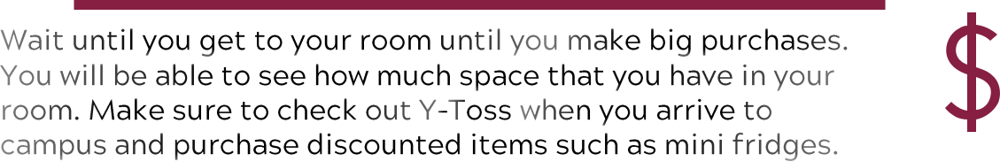 Wait until you get to your room until you make big purchases.
You will be able to see how much space that you have in your
room. Make sure to check out Y-Toss when you arrive to
campus and purchase discounted items such as mini fridges.
$